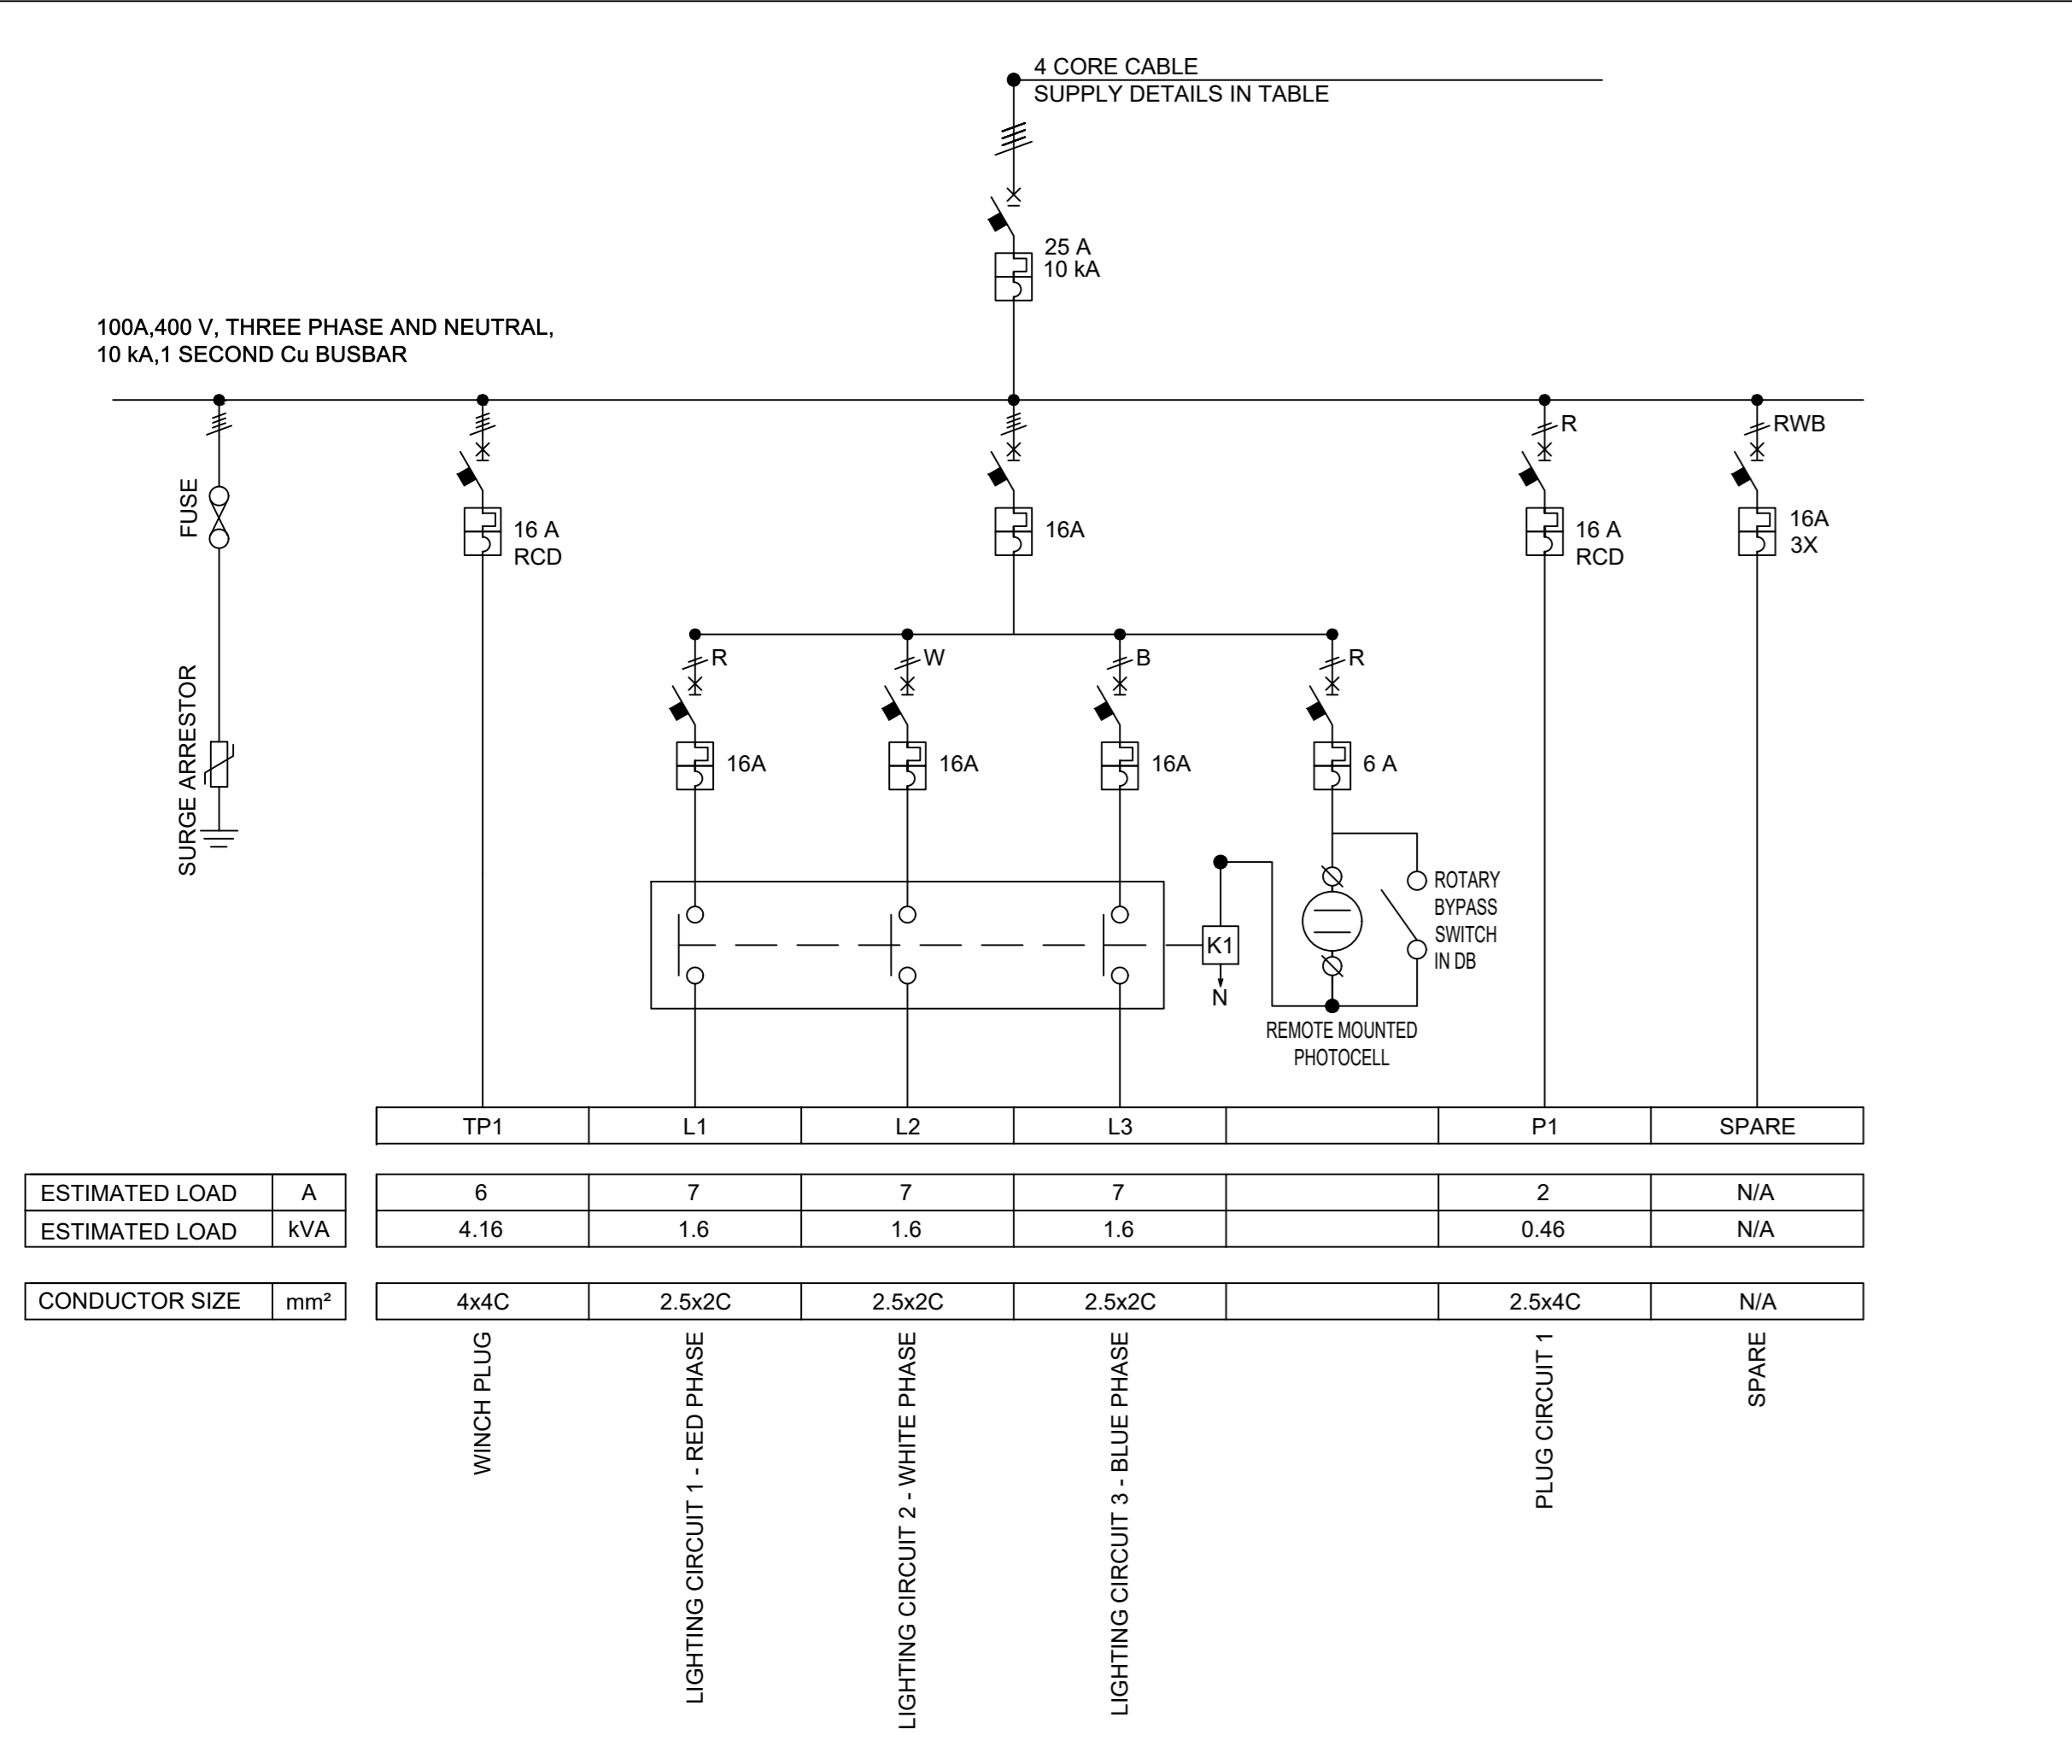 4 CORE CABLE
SUPPLY DETAILS IN TABLE
25 A
10 kA
100A,400 V, THREE PHASE AND NEUTRAL,
10 kA,1 SECOND Cu BUSBAR
R
RWB
FUSE
16 A
RCD
16A
16 A
RCD
16A
3X
R
W
B
R
SURGE ARRESTOR
16A
16A
16A
6 A
ROTARY
BYPASS
SWITCH
IN DB
K1
N
REMOTE MOUNTED
PHOTOCELL
TP1 L1 L2 L3 P1 SPARE
ESTIMATED LOAD A 6 7 7 7 2 N/A
ESTIMATED LOAD kVA 4.16 1.6 1.6 1.6 0.46 N/A
CONDUCTOR SIZE mm² 4x4C 2.5x2C 2.5x2C 2.5x2C 2.5x4C N/A
WINCH PLUG
LIGHTING CIRCUIT 1 - RED PHASE
LIGHTING CIRCUIT 2 - WHITE PHASE
LIGHTING CIRCUIT 3 - BLUE PHASE
PLUG CIRCUIT 1
SPARE